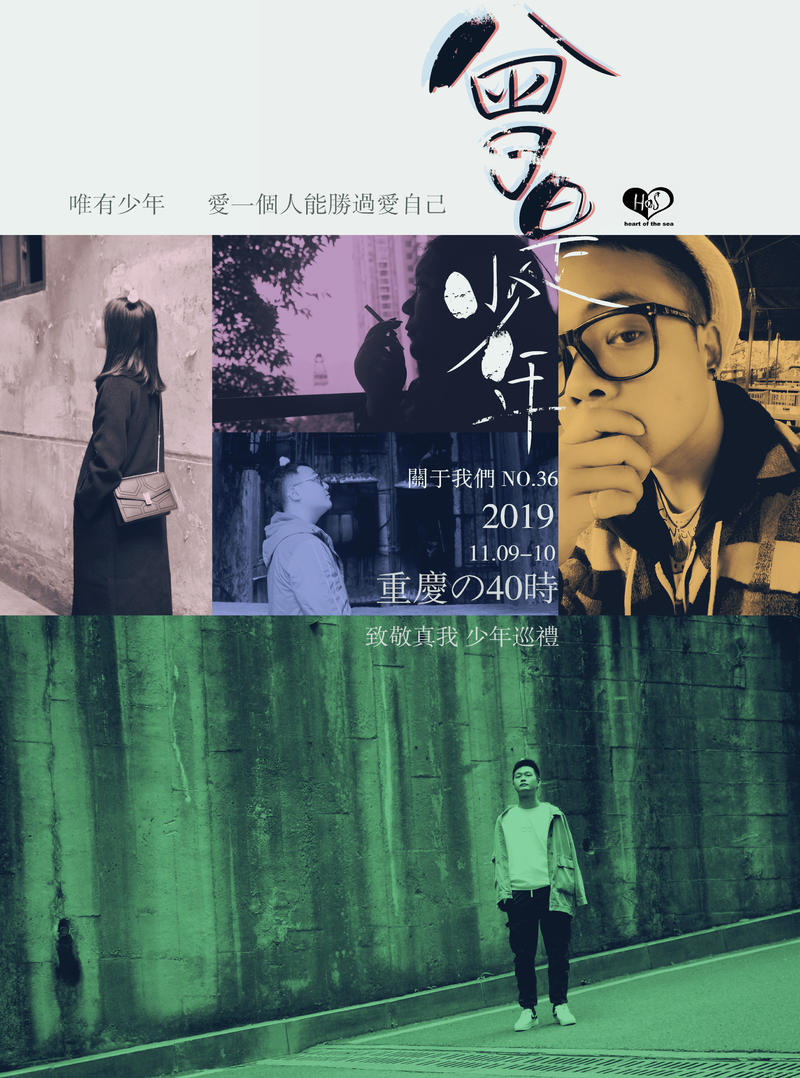 會是
少年
唯有少年 愛一個人能勝過愛自己
HoS
heart of the sea
關于我們 NO.36
2019
11.09-10
重慶の40時
致敬真我 少年巡禮